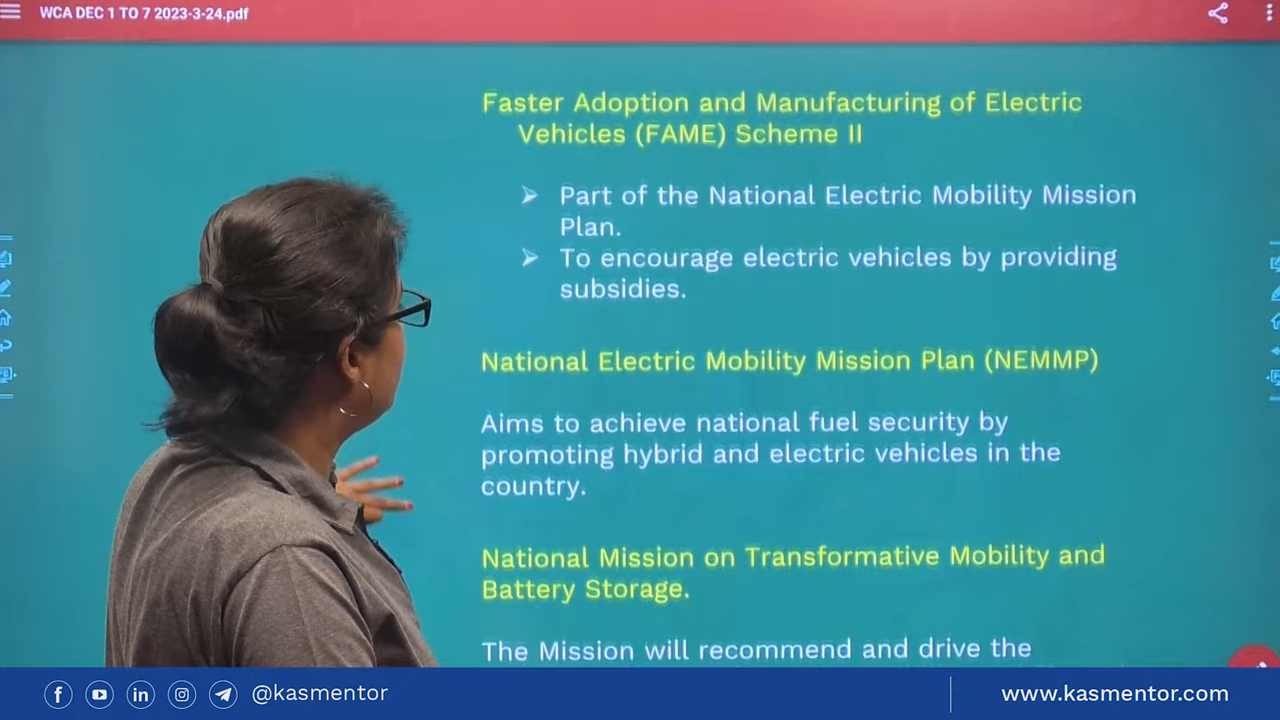 WCA DEC 1 TO 7 2023-3-24.pdf
Faster Adoption and Manufacturing of Electric
Vehicles (FAME) Scheme II
➢ Part of the National Electric Mobility Mission
Plan.
➢ To encourage electric vehicles by providing
subsidies.
National Electric Mobility Mission Plan (NEMMP)
Aims to achieve national fuel security by
promoting hybrid and electric vehicles in the
country.
National Mission on Transformative Mobility and
Battery Storage.
The Mission will recommend and drive the
@kasmentor
www.kasmentor.com